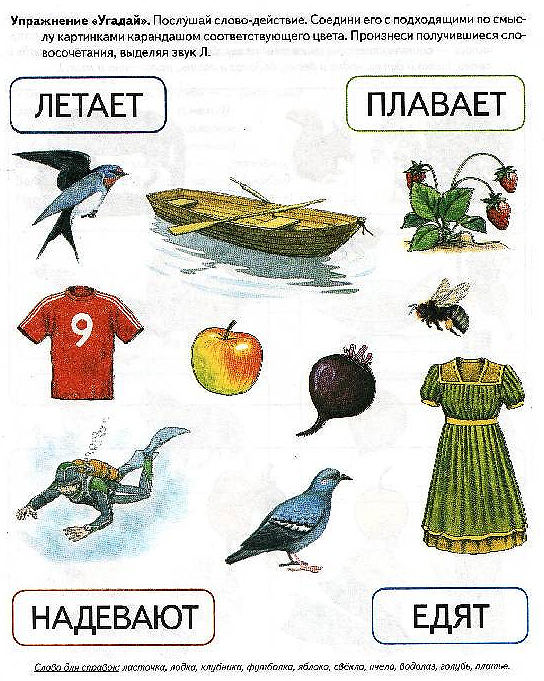 Упражнение «Угадай». Послушай слово-действие. Соедини его с подходящими по смыс-
лу картинками карандашом соответствующего цвета. Произнеси получившиеся сло-
восочетания, выделяя звук Л.
ЛЕТАЕТ
ПЛАВАЕТ
9
НАДЕВАЮТ
ЕДЯТ
Слова для справок: ласточка, лодка, клубника, футболка, яблоко, свёкла, пчела, водолаз, голубь, платье.